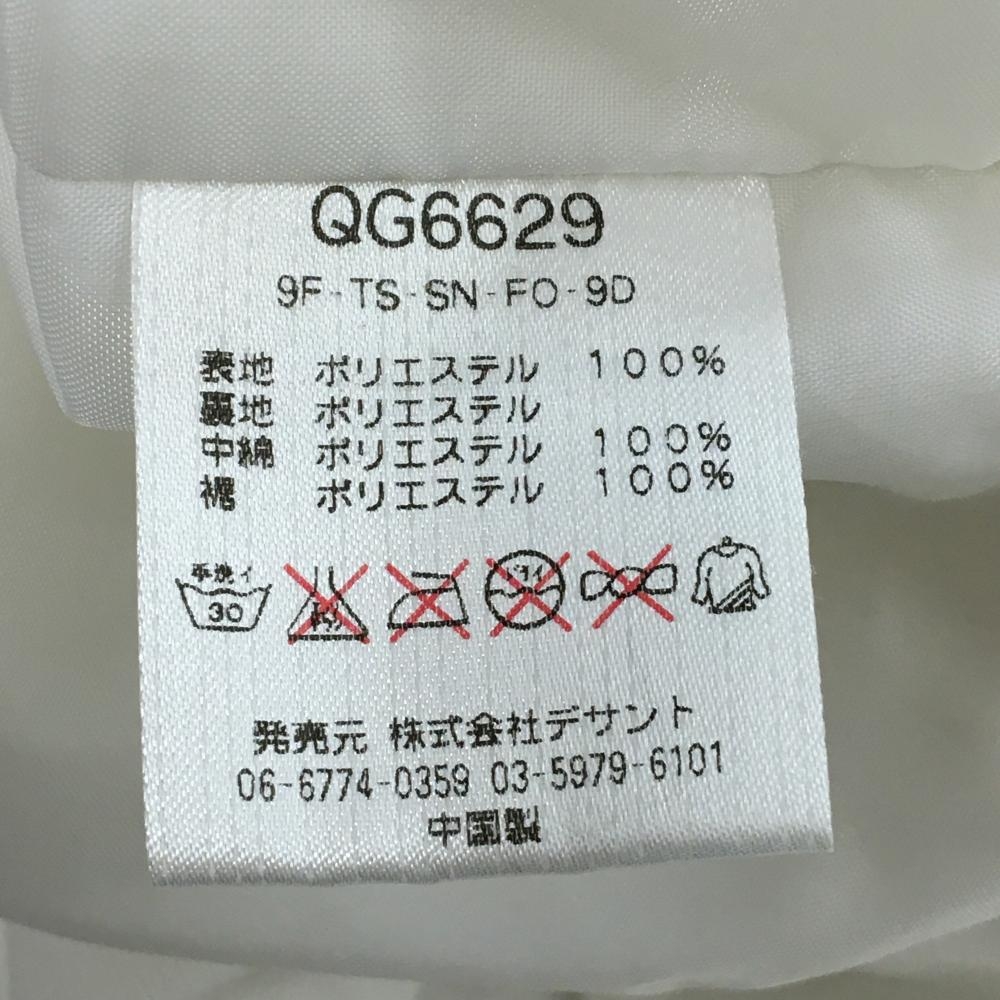 QG6629
9F-TS-SN-FO-9D
表地 ポリエステル 100%
裏地 ポリエステル
中綿 ポリエステル 100%
裾 ポリエステル 100%
手洗イ
30
ドライ
発売元 株式会社デサント
06-6774-0359 03-5979-6101
中国製